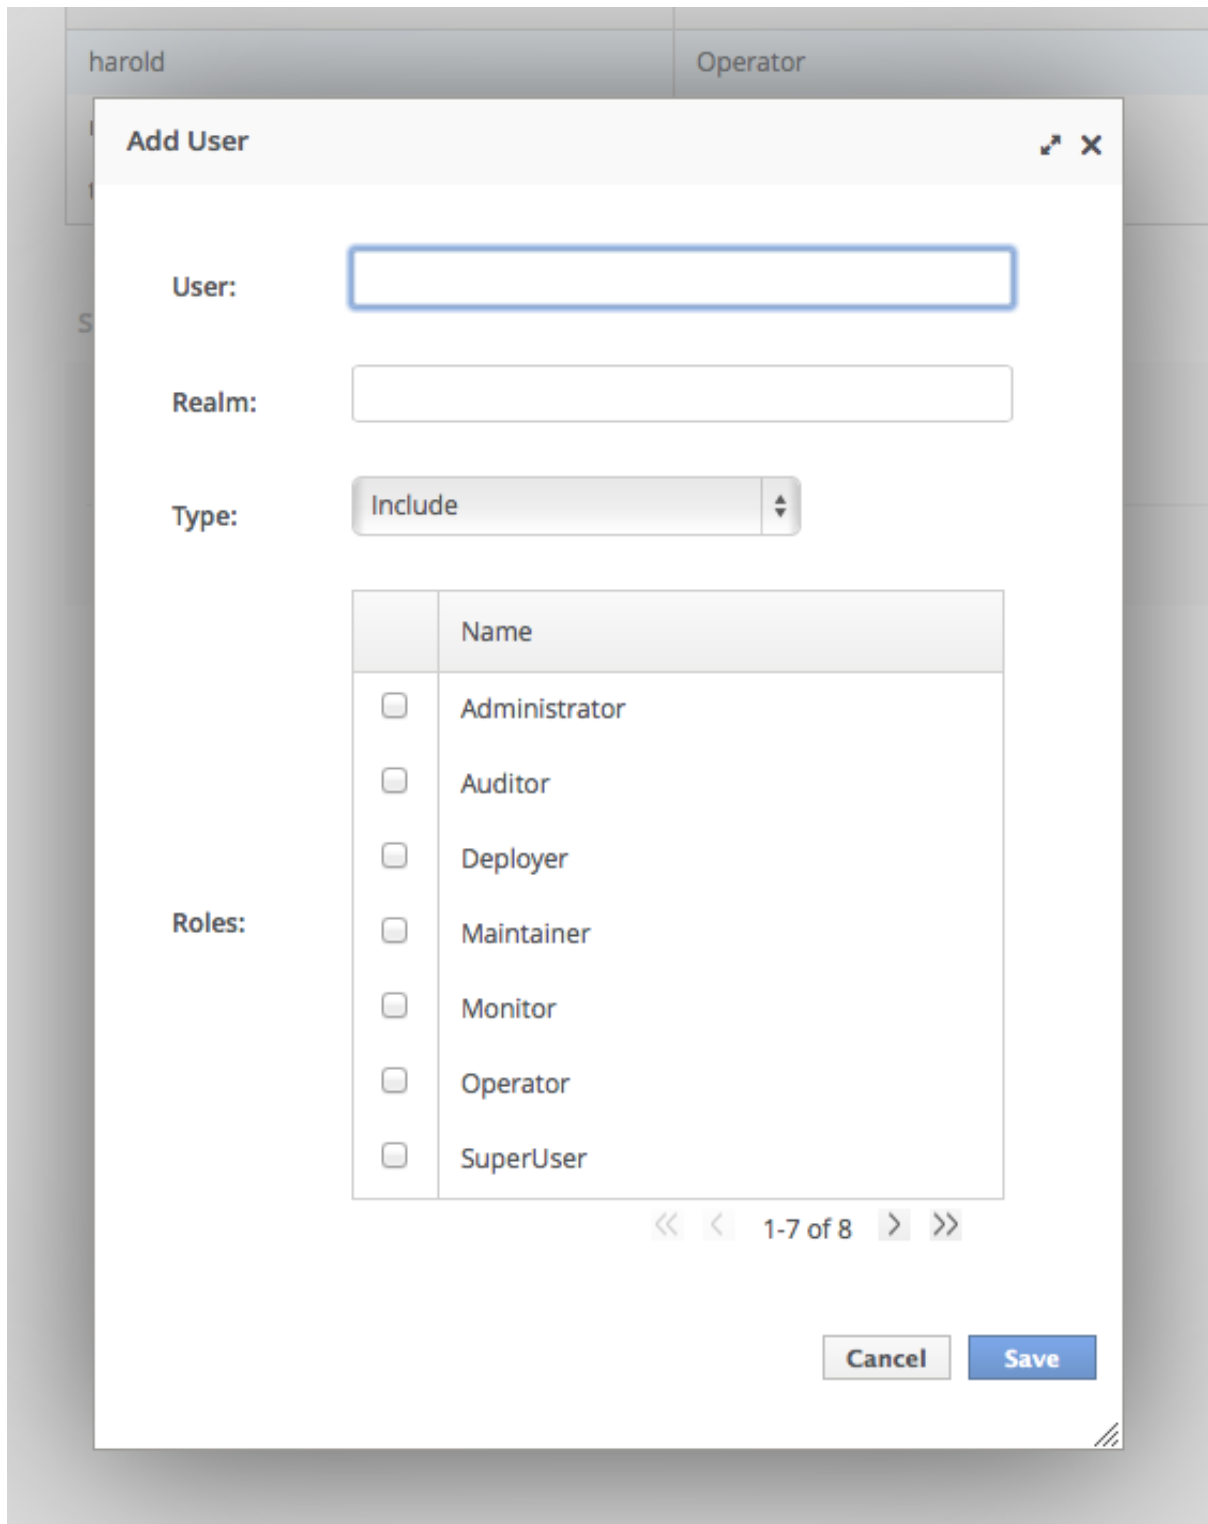 harold Operator
Add User
User:
Realm:
Type: Include
Name
Administrator
Auditor
Deployer
Roles:
Maintainer
Monitor
Operator
SuperUser
1-7 of 8
Cancel Save